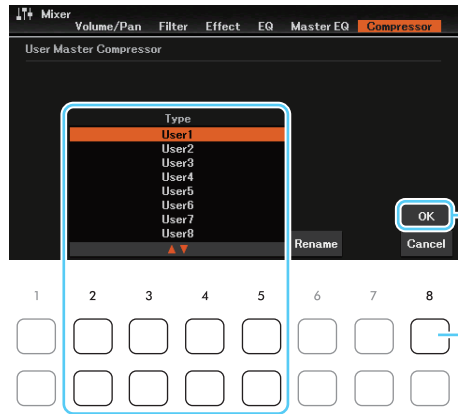 Mixer
Volume/Pan Filter Effect EQ Master EQ Compressor
User Master Compressor
Type
User1
User2
User3
User4
User5
User6
User7
User8
OK
Rename Cancel
1 2 3 4 5 6 7 8